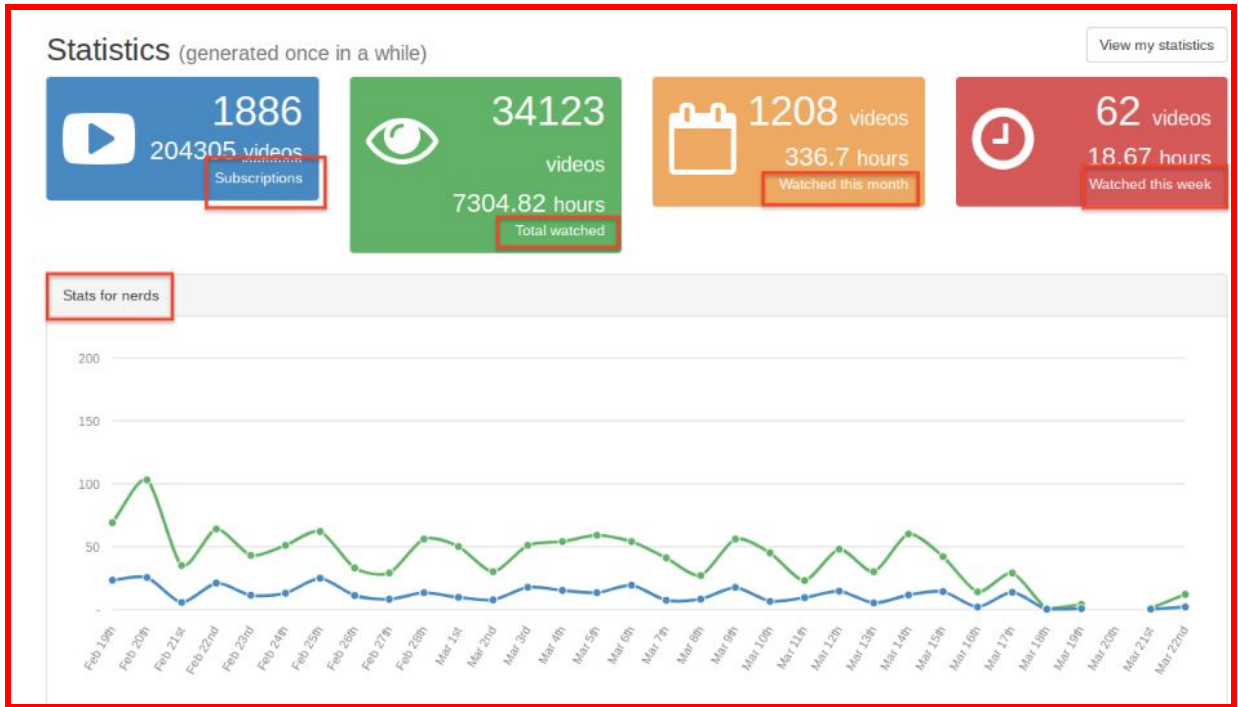 Statistics (generated once in a while)
View my statistics
1886
204305 videos
Subscriptions
34123
videos
7304.82 hours
Total watched
1208 videos
336.7 hours
Watched this month
62 videos
18.67 hours
Watched this week
Stats for nerds
200
150
100
50
-
Feb 19th
Feb 20th
Feb 21st
Feb 22nd
Feb 23rd
Feb 24th
Feb 25th
Feb 26th
Feb 27th
Feb 28th
Mar 1st
Mar 2nd
Mar 3rd
Mar 4th
Mar 5th
Mar 6th
Mar 7th
Mar 8th
Mar 9th
Mar 10th
Mar 11th
Mar 12th
Mar 13th
Mar 14th
Mar 15th
Mar 16th
Mar 17th
Mar 18th
Mar 19th
Mar 20th
Mar 21st
Mar 22nd